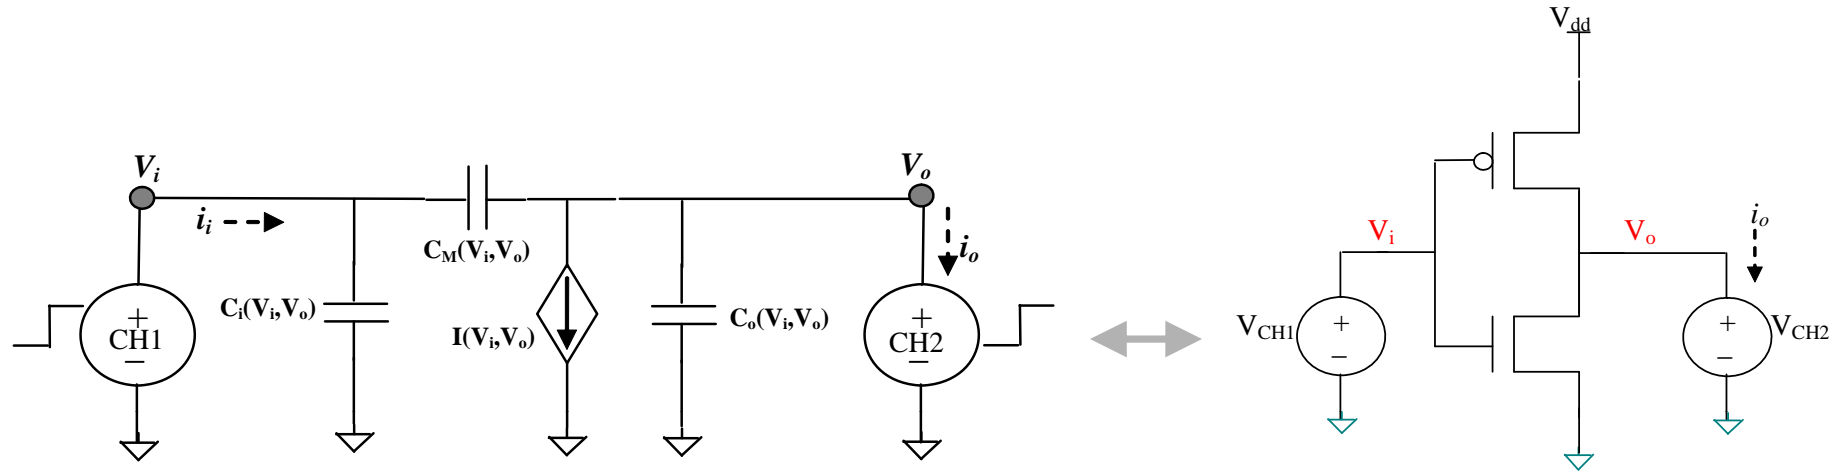 V_i
i_i
C_M(V_i,V_o)
V_o
i_o
+
CH1
−
C_i(V_i,V_o)
I(V_i,V_o)
C_o(V_i,V_o)
+
CH2
−
V_dd
V_i
V_o
i_o
V_CH1
+
−
+
−
V_CH2